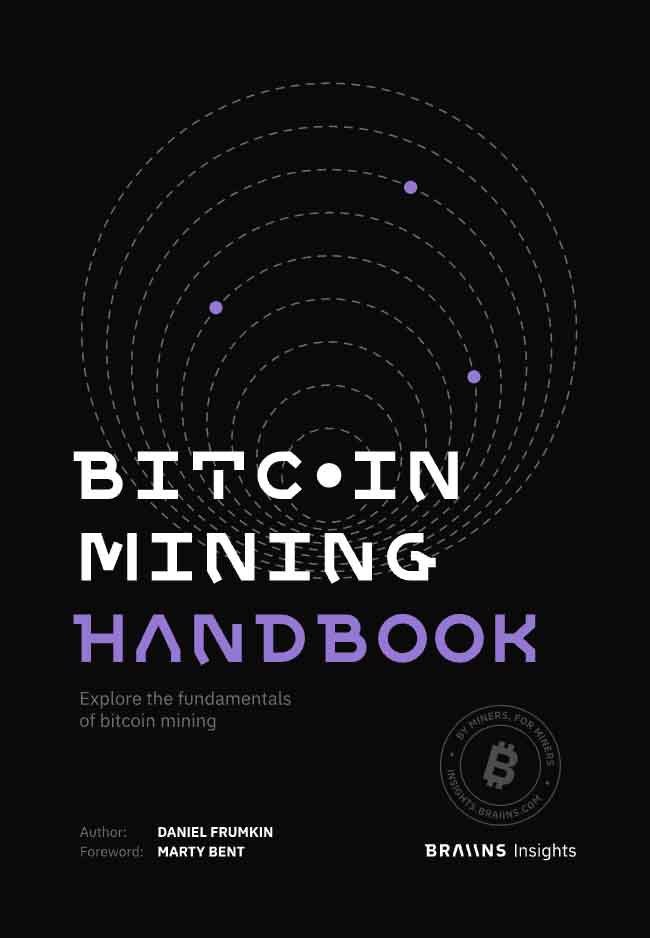 BITCOIN
MINING
HANDBOOK
Explore the fundamentals
of bitcoin mining
BY MINERS, FOR MINERS
INSIGHTS.BRAIINS.COM
Author: DANIEL FRUMKIN
Foreword: MARTY BENT
BRAIINS Insights